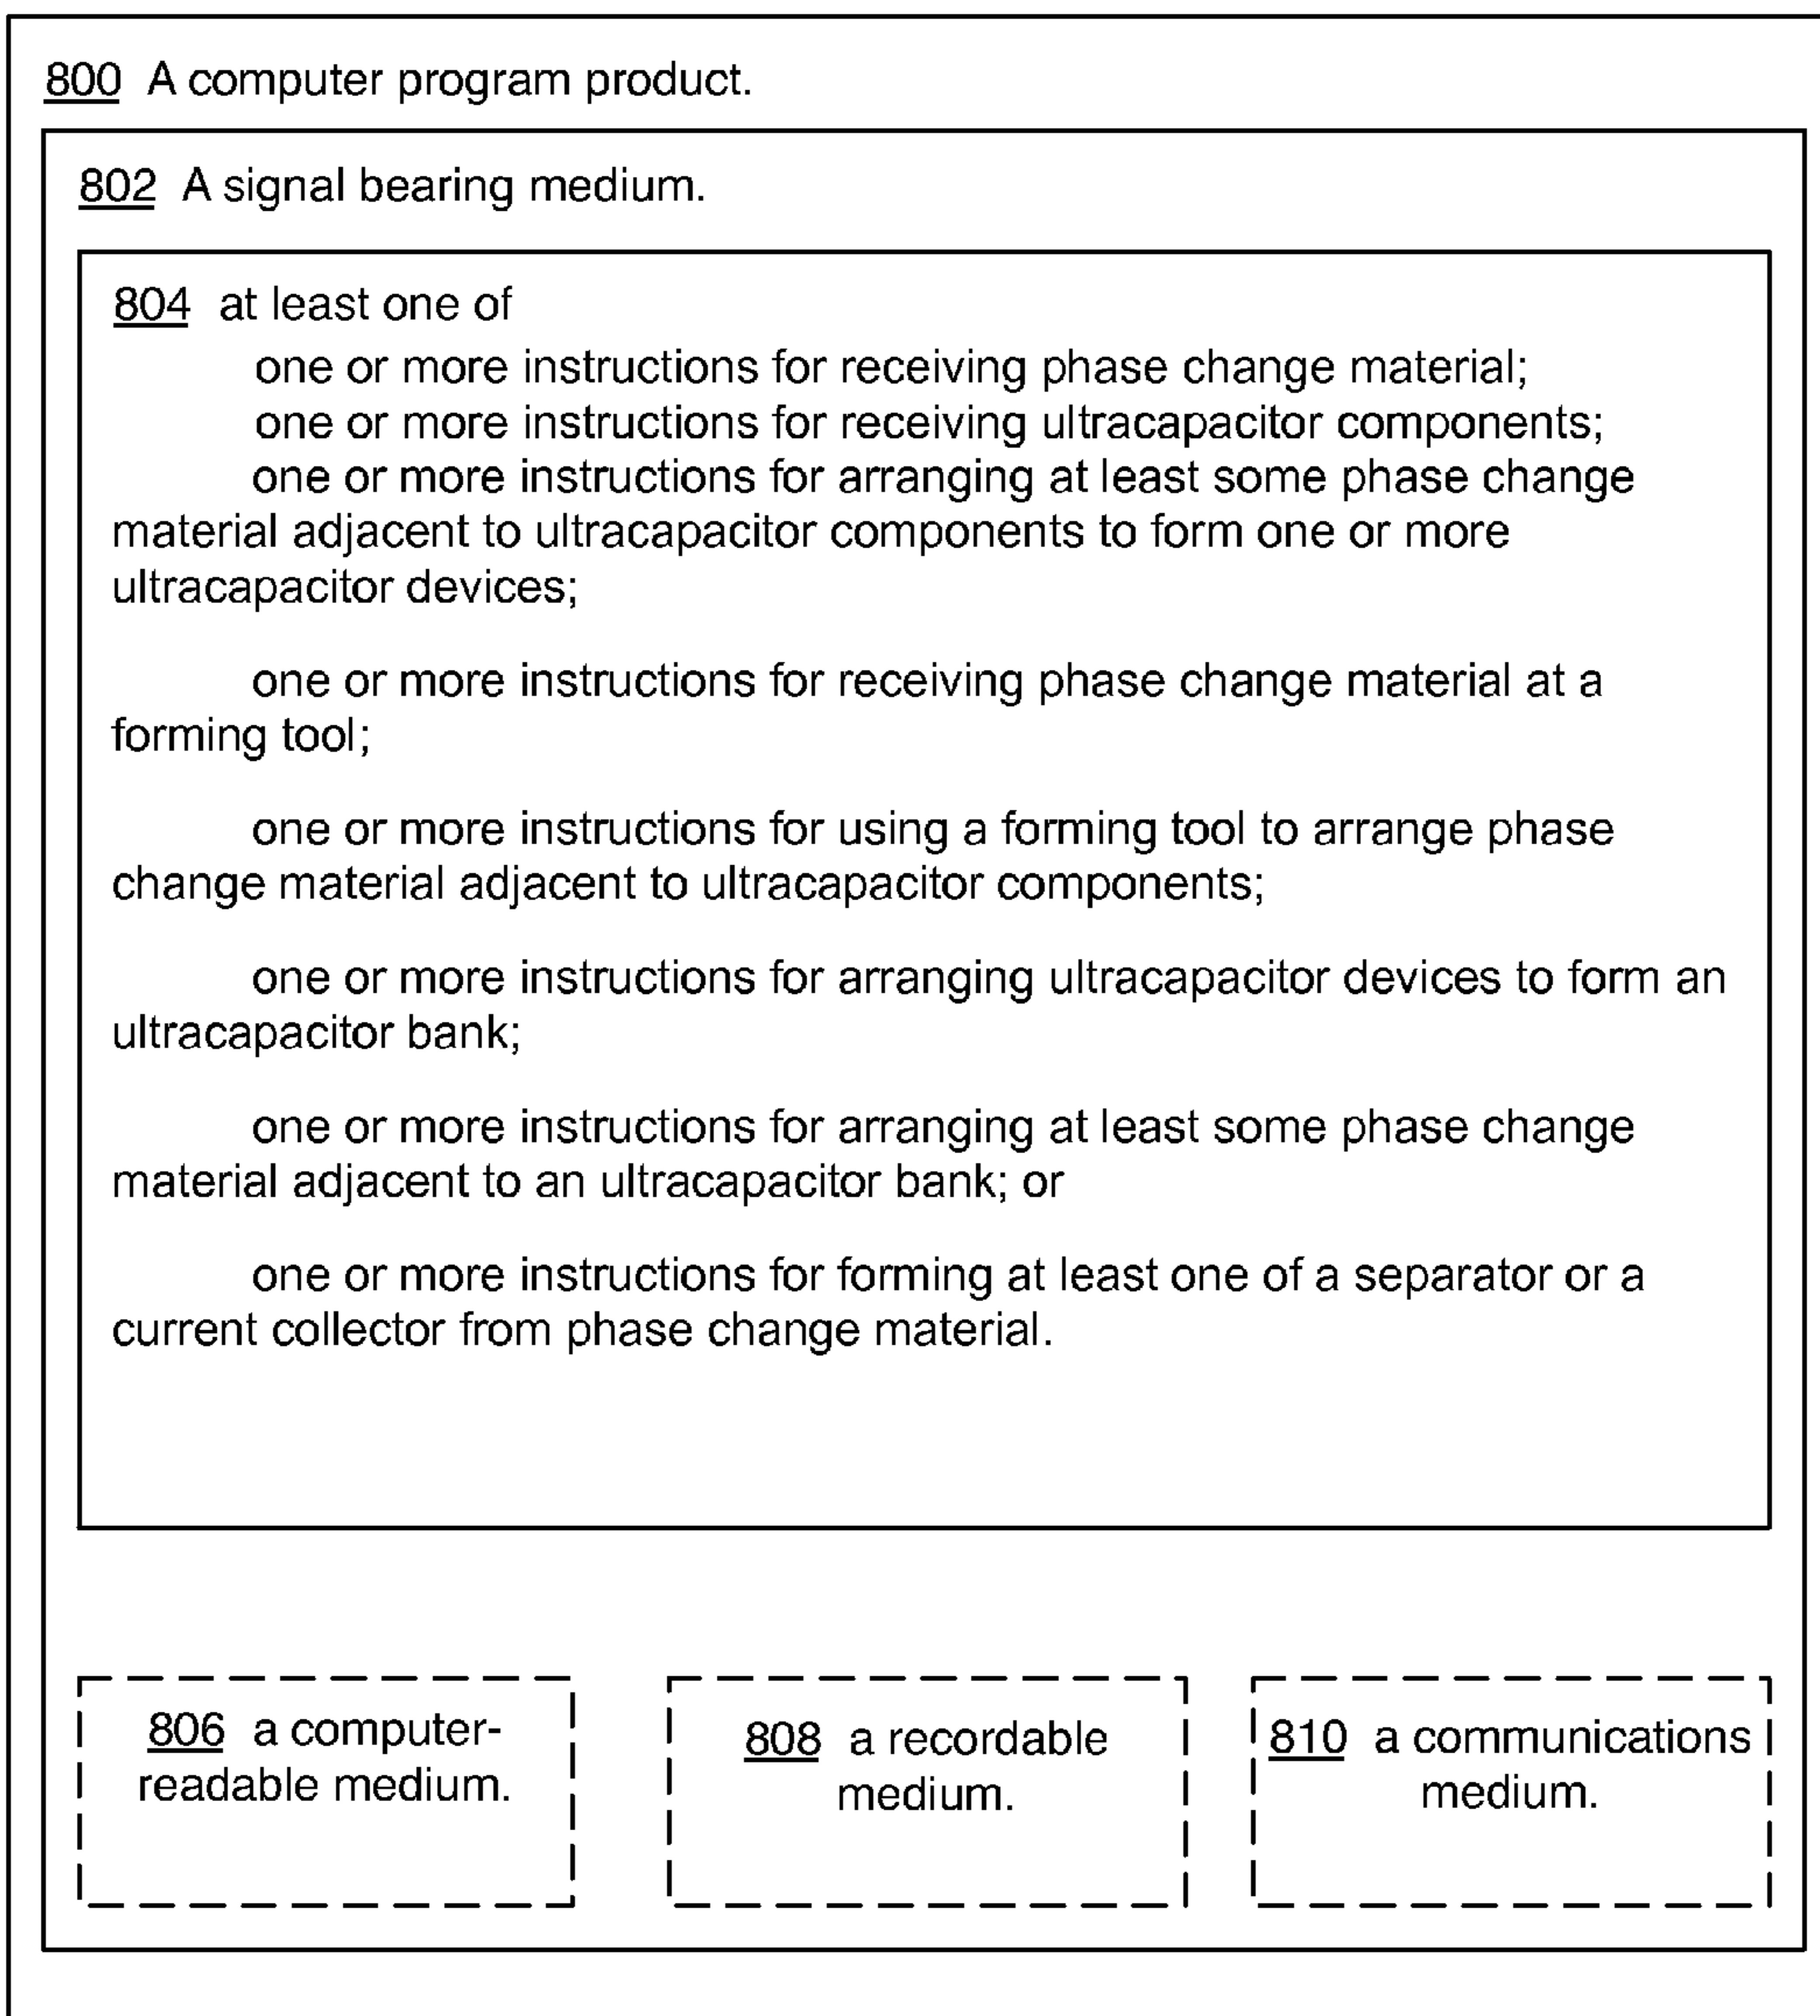 800 A computer program product.
802 A signal bearing medium.
804 at least one of
one or more instructions for receiving phase change material;
one or more instructions for receiving ultracapacitor components;
one or more instructions for arranging at least some phase change
material adjacent to ultracapacitor components to form one or more
ultracapacitor devices;
one or more instructions for receiving phase change material at a
forming tool;
one or more instructions for using a forming tool to arrange phase
change material adjacent to ultracapacitor components;
one or more instructions for arranging ultracapacitor devices to form an
ultracapacitor bank;
one or more instructions for arranging at least some phase change
material adjacent to an ultracapacitor bank; or
one or more instructions for forming at least one of a separator or a
current collector from phase change material.
806 a computer-
readable medium.
808 a recordable
medium.
810 a communications
medium.